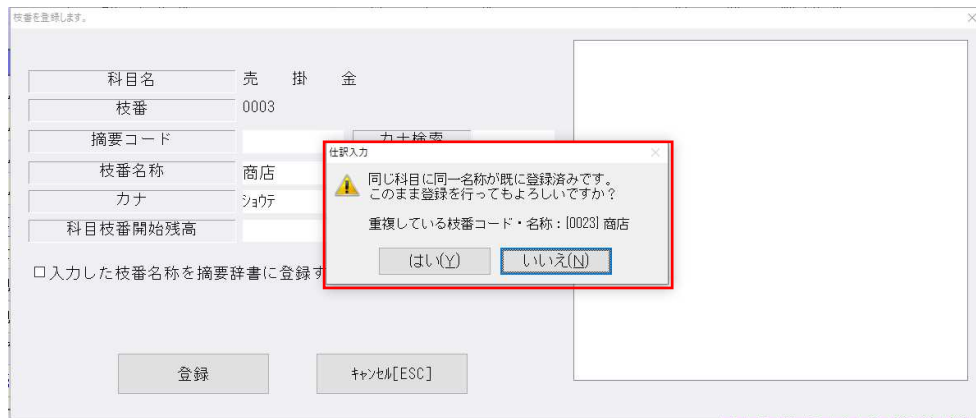 枝番を登録します。
科目名 売 掛 金
枝番 0003
摘要コード カナ検索
仕訳入力
枝番名称 商店
同じ科目に同一名称が既に登録済みです。
このまま登録を行ってもよろしいですか?
カナ ショウテ
重複している枝番コード・名称:[0023] 商店
科目枝番開始残高
はい(Y) いいえ(N)
□入力した枝番名称を摘要辞書に登録す
登録 キャンセル[ESC]